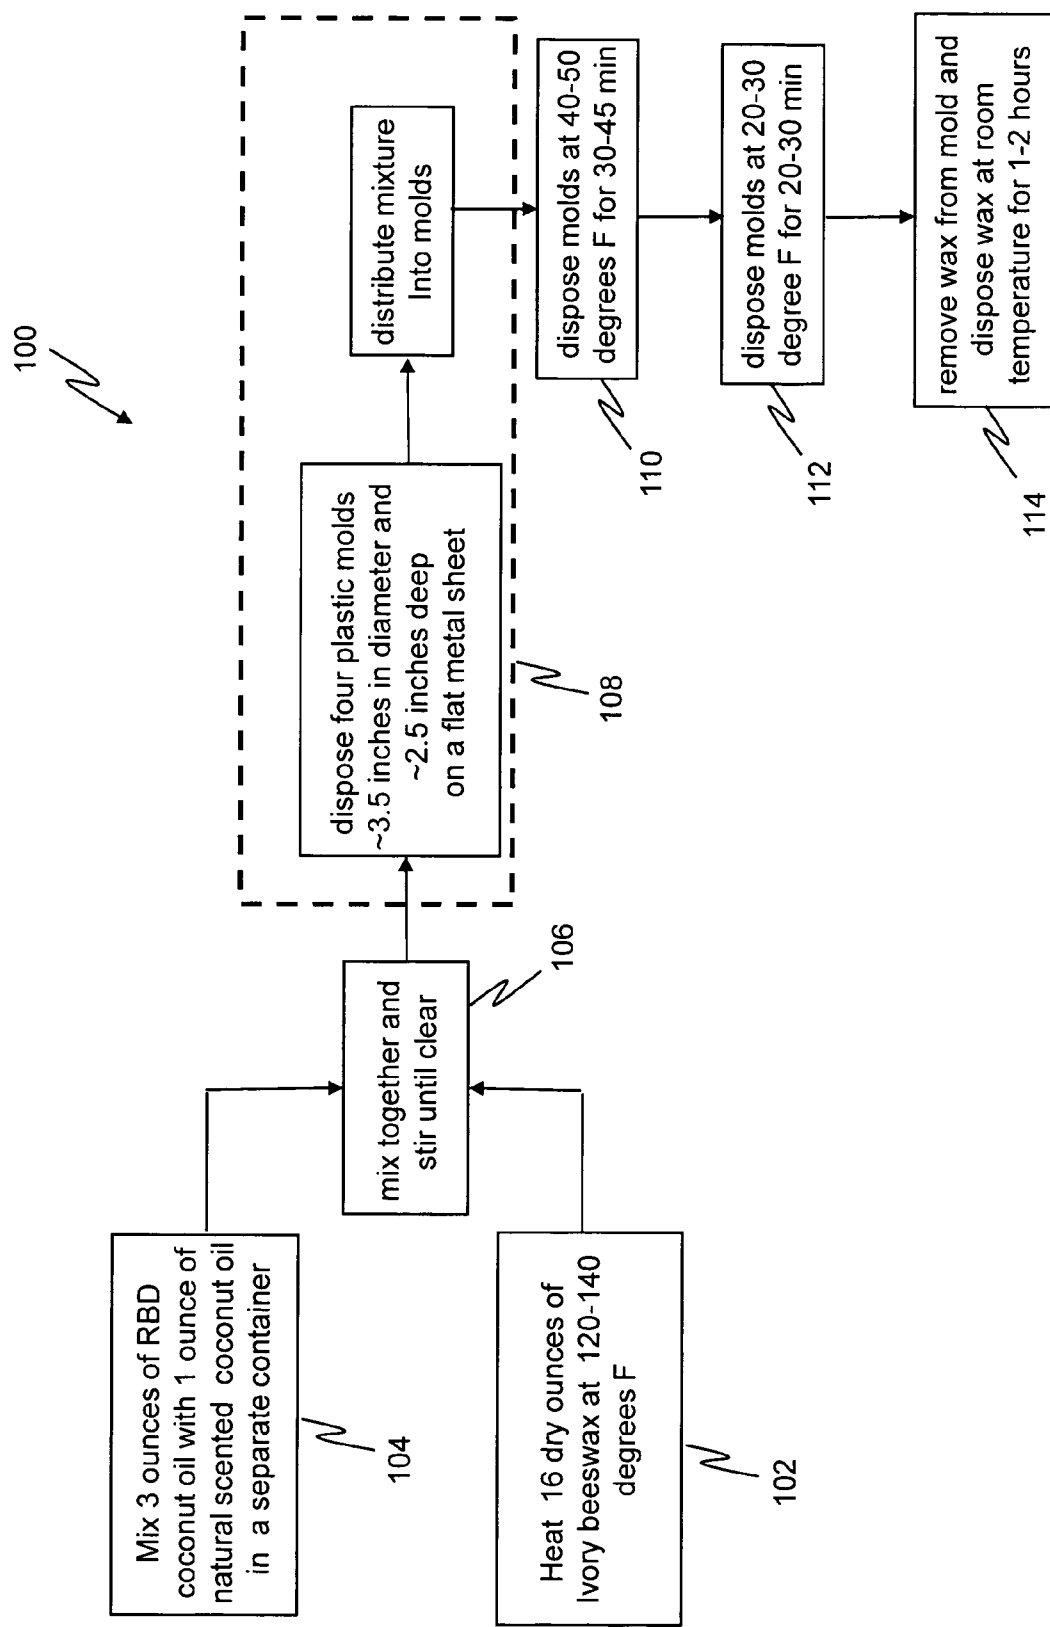 100
Mix 3 ounces of RBD
coconut oil with 1 ounce of
natural scented coconut oil
in a separate container
104
Heat 16 dry ounces of
Ivory beeswax at 120-140
degrees F
102
mix together and
stir until clear
106
dispose four plastic molds
~3.5 inches in diameter and
~2.5 inches deep
on a flat metal sheet
108
distribute mixture
Into molds
dispose molds at 40-50
degrees F for 30-45 min
110
dispose molds at 20-30
degree F for 20-30 min
112
remove wax from mold and
dispose wax at room
temperature for 1-2 hours
114